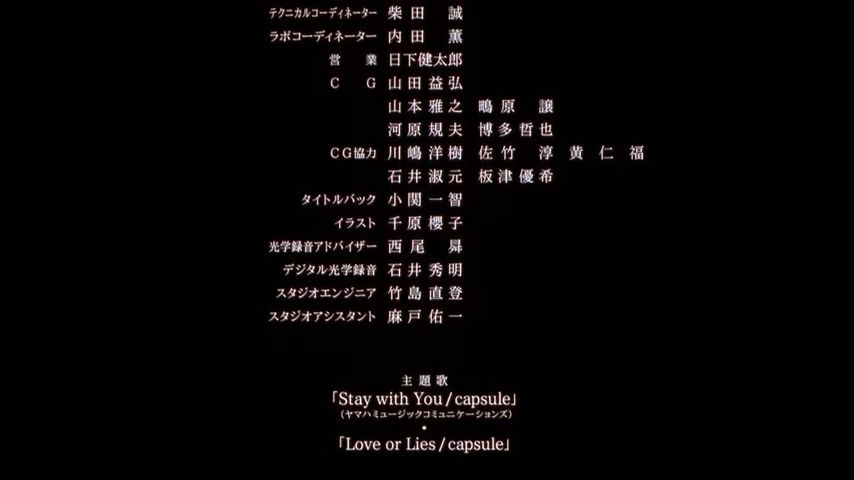 テクニカルコーディネーター 柴田 誠
ラボコーディネーター 内田 薫
営業 日下健太郎
CG 山田益弘
山本雅之 鴫原 譲
河原規夫 博多哲也
CG協力 川嶋洋樹 佐竹 淳 黄仁福
石井淑元 板津優希
タイトルバック 小関一智
イラスト 千原櫻子
光学録音アドバイザー 西尾 曻
デジタル光学録音 石井秀明
スタジオエンジニア 竹島直登
スタジオアシスタント 麻戸佑一
主題歌
「Stay with You/capsule」
(ヤマハミュージックコミュニケーションズ)
・
「Love or Lies/capsule」